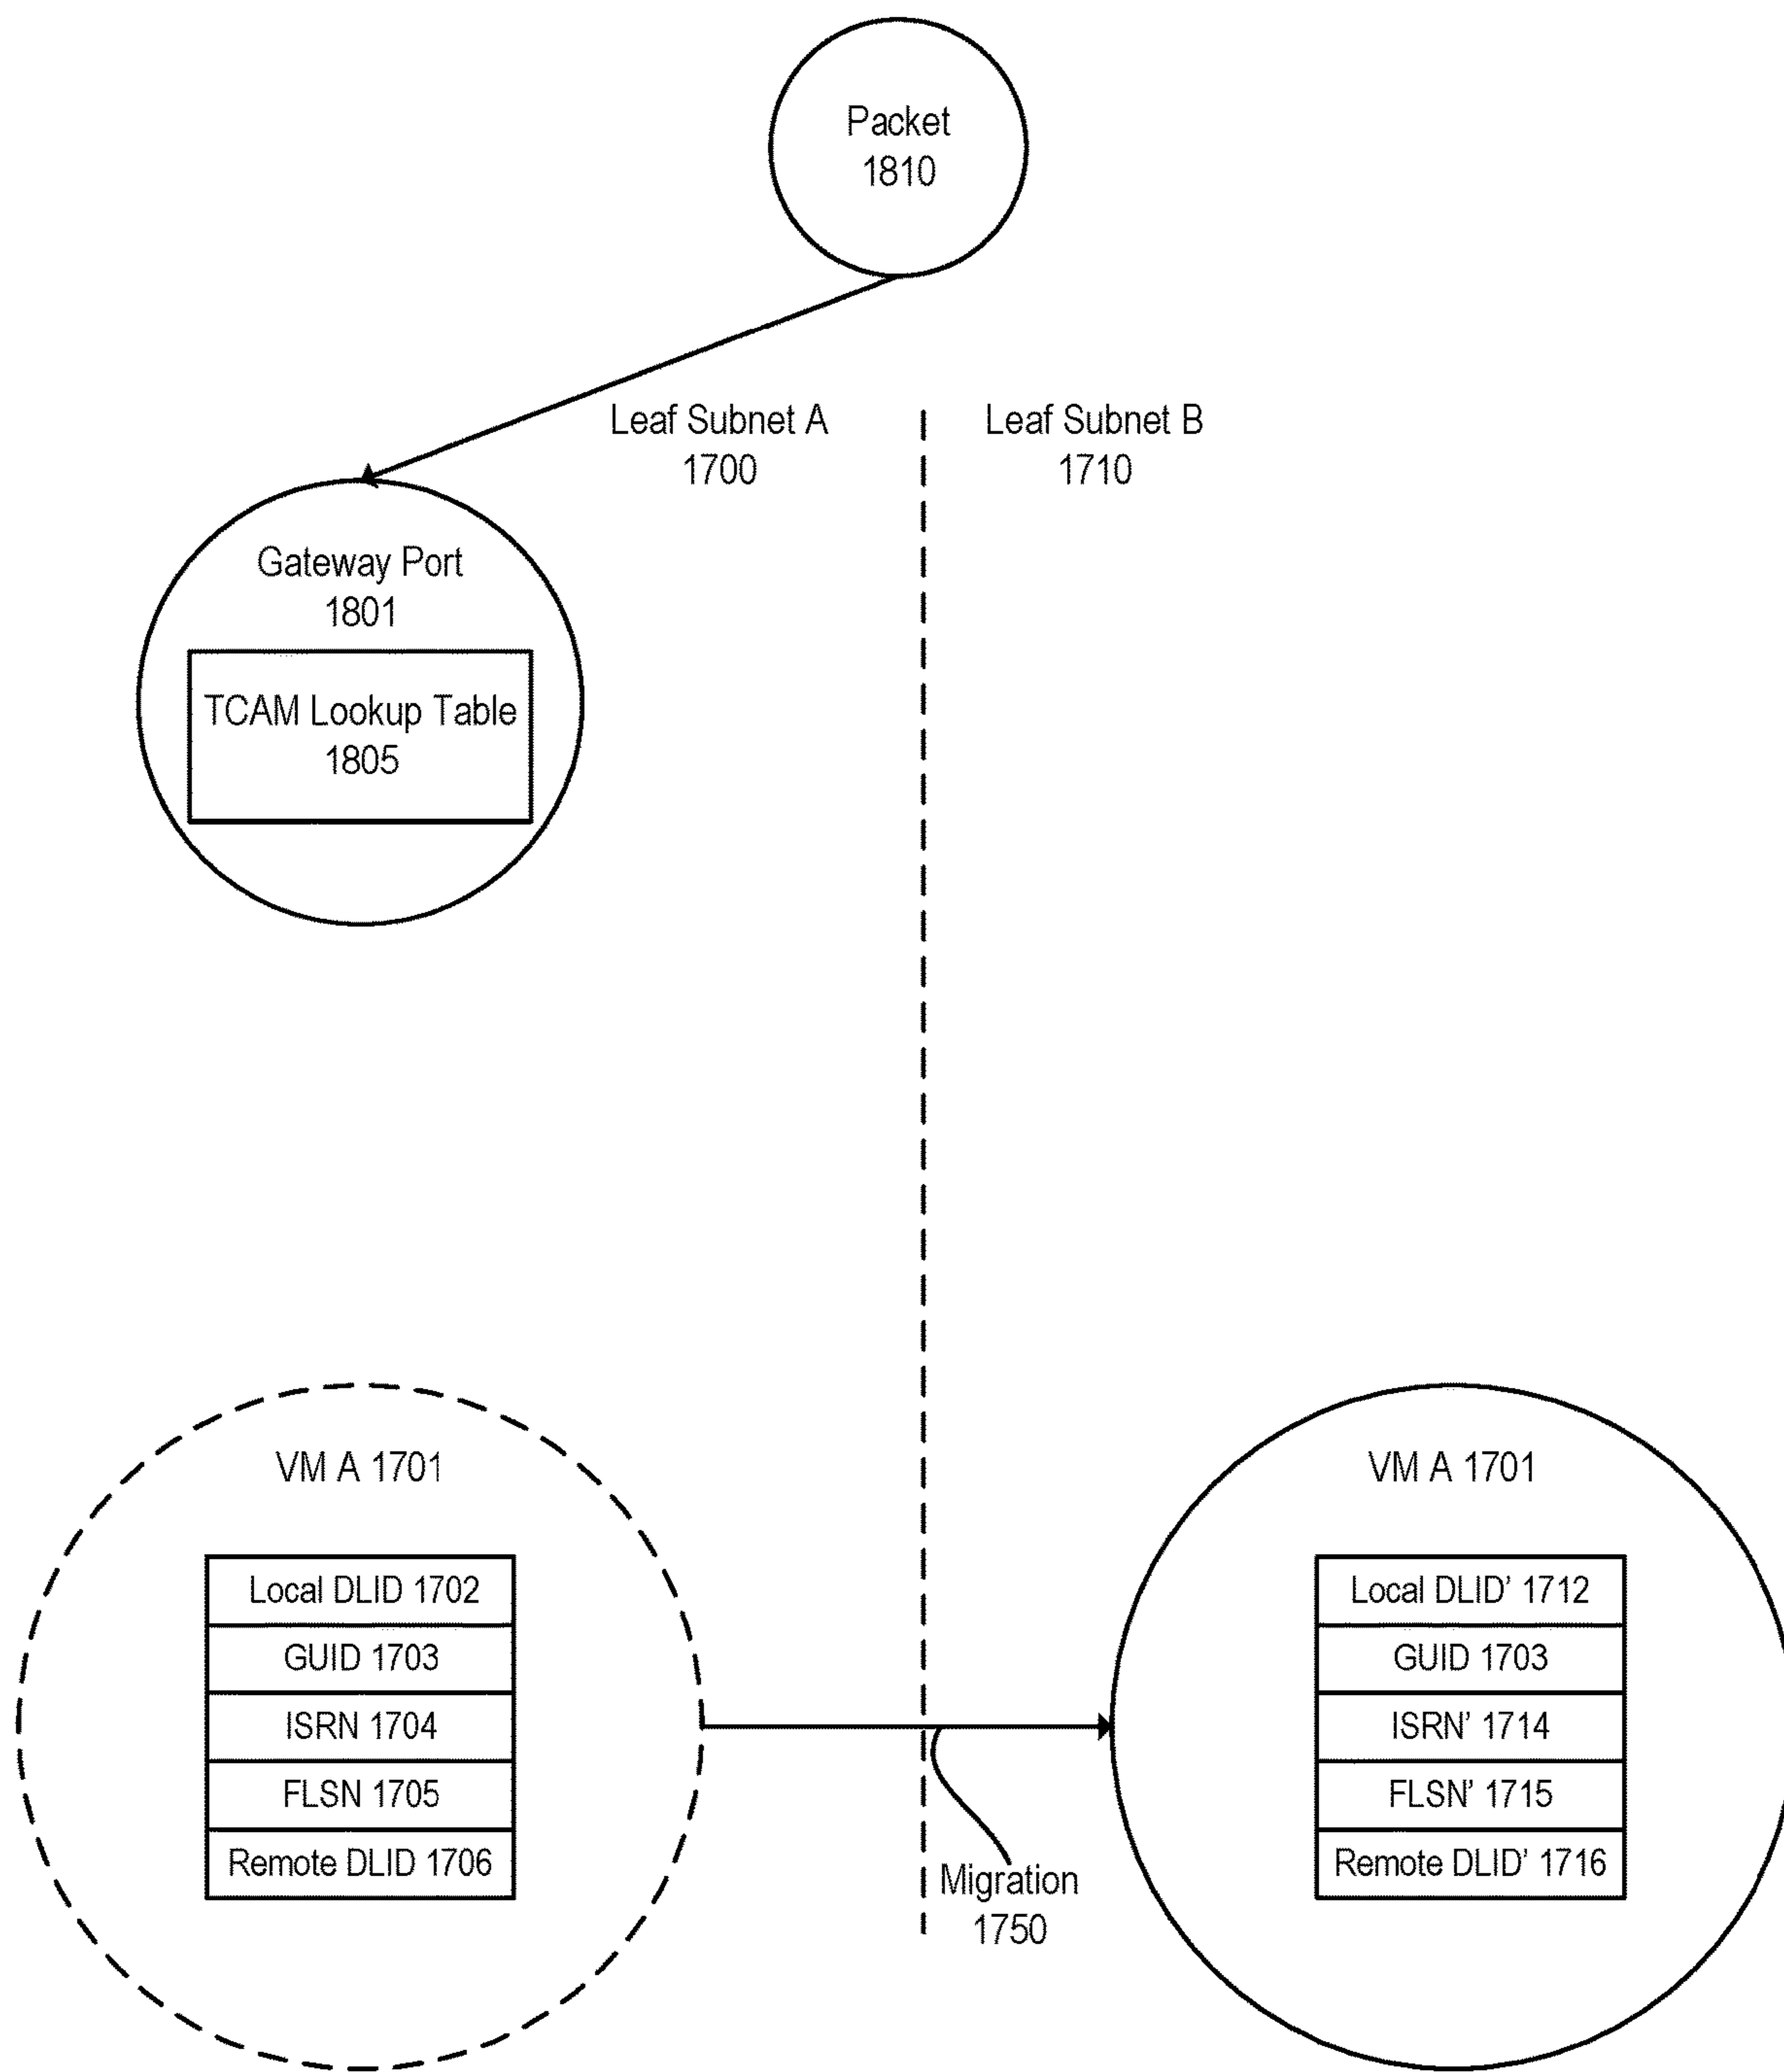 Packet
1810
Leaf Subnet A
1700
Leaf Subnet B
1710
Gateway Port
1801
TCAM Lookup Table
1805
VM A 1701
Local DLID 1702
GUID 1703
ISRN 1704
FLSN 1705
Remote DLID 1706
Migration
1750
VM A 1701
Local DLID' 1712
GUID 1703
ISRN' 1714
FLSN' 1715
Remote DLID' 1716